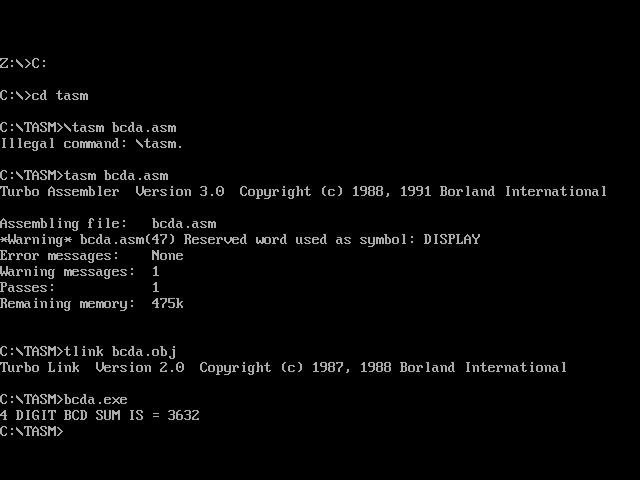 Z:\>C:
C:\>cd tasm
C:\TASM>\tasm bcda.asm
Illegal command: \tasm.
C:\TASM>tasm bcda.asm
Turbo Assembler  Version 3.0  Copyright (c) 1988, 1991 Borland International
Assembling file:   bcda.asm
*Warning* bcda.asm(47) Reserved word used as symbol: DISPLAY
Error messages:    None
Warning messages:  1
Passes:            1
Remaining memory:  475k
C:\TASM>tlink bcda.obj
Turbo Link  Version 2.0  Copyright (c) 1987, 1988 Borland International
C:\TASM>bcda.exe
4 DIGIT BCD SUM IS = 3632
C:\TASM>